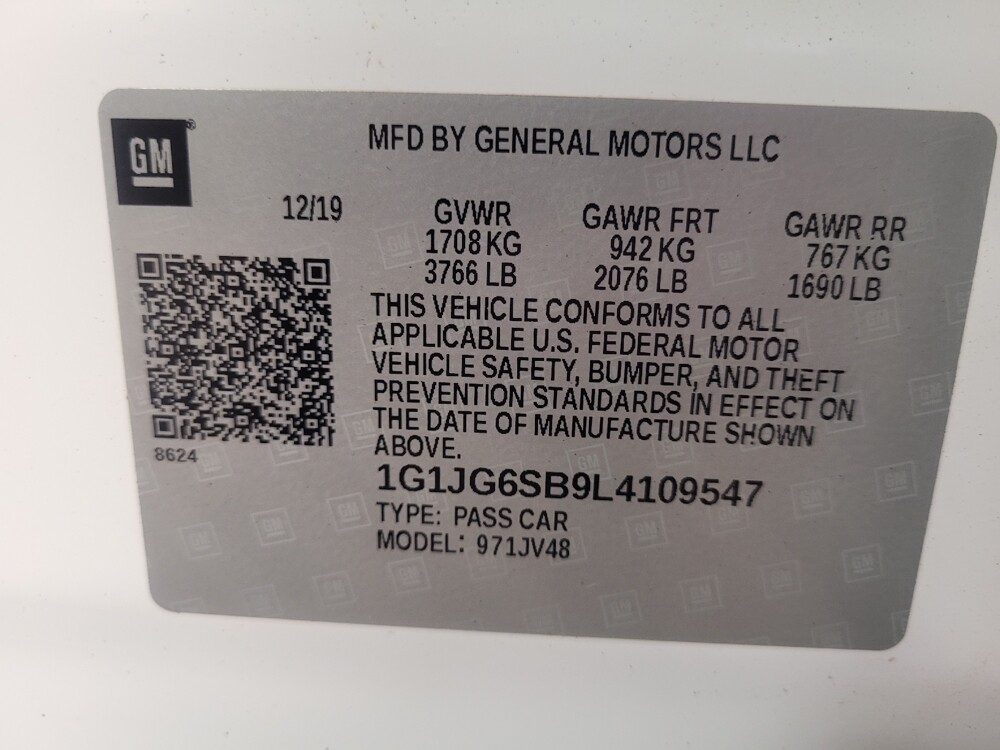 GM
MFD BY GENERAL MOTORS LLC
12/19
GVWR GAWR FRT GAWR RR
1708 KG 942 KG 767 KG
3766 LB 2076 LB 1690 LB
THIS VEHICLE CONFORMS TO ALL
APPLICABLE U.S. FEDERAL MOTOR
VEHICLE SAFETY, BUMPER, AND THEFT
PREVENTION STANDARDS IN EFFECT ON
THE DATE OF MANUFACTURE SHOWN
ABOVE.
8624
1G1JG6SB9L4109547
TYPE: PASS CAR
MODEL: 971JV48